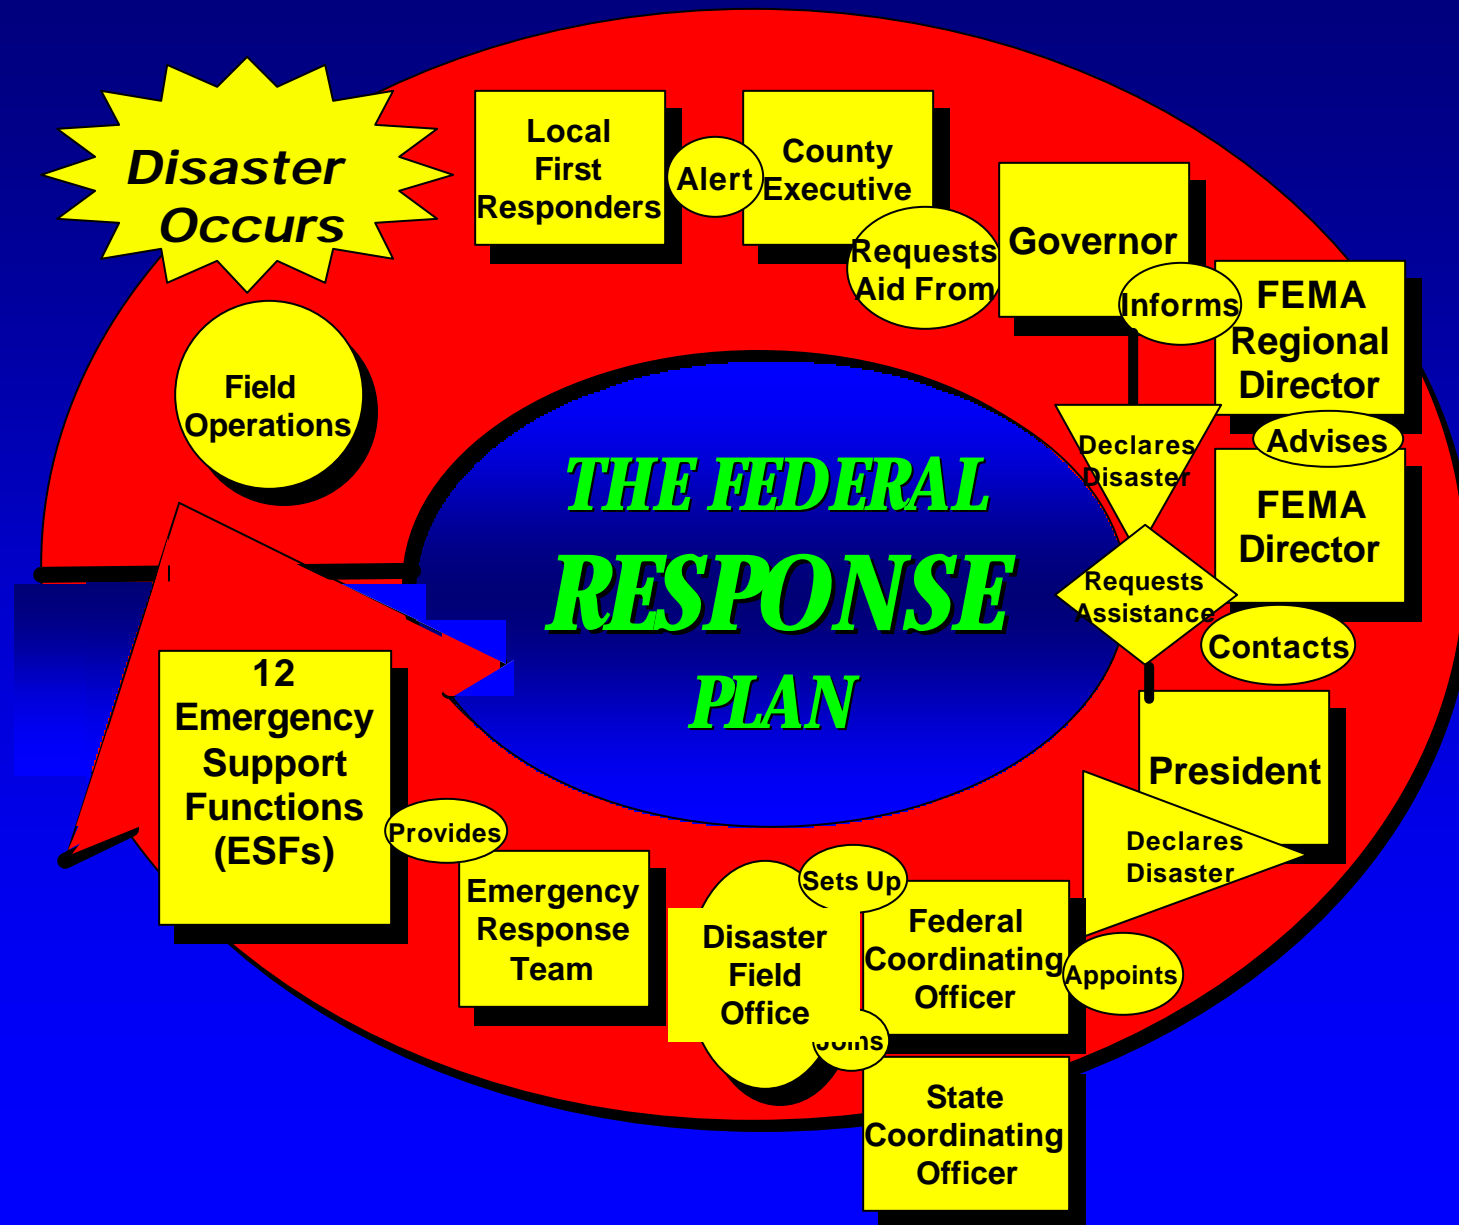 Disaster
Occurs
Local
First
Responders
Alert
County
Executive
Requests
Aid From
Governor
Informs
FEMA
Regional
Director
Advises
FEMA
Director
Contacts
Declares
Disaster
Requests
Assistance
President
Declares
Disaster
Appoints
Federal
Coordinating
Officer
Sets Up
Disaster
Field
Office
Joins
State
Coordinating
Officer
Emergency
Response
Team
Provides
12
Emergency
Support
Functions
(ESFs)
Field
Operations
THE FEDERAL
RESPONSE
PLAN